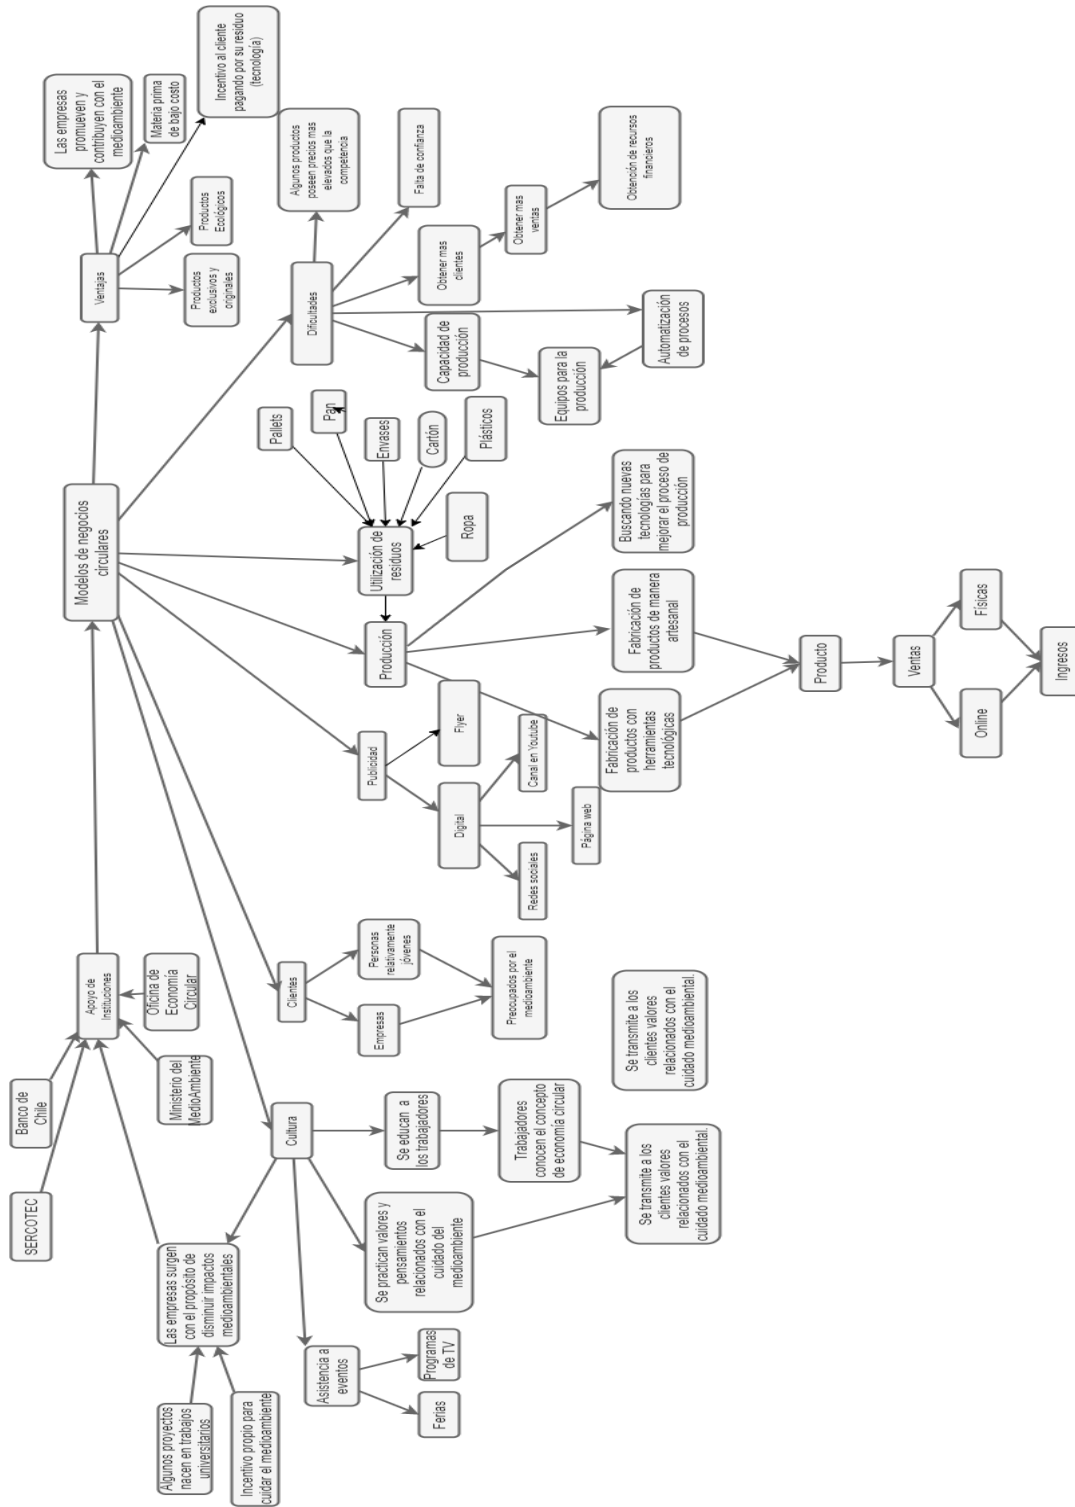 Banco de
Chile
SERCOTEC
Apoyo de
Instituciones
Oficina de
Economía
Circular
Ministerio del
MedioAmbiente
Las empresas surgen
con el propósito de
disminuir impactos
medioambientales
Algunos proyectos
nacen en trabajos
universitarios
Incentivo propio para
cuidar el medioambiente
Modelos de negocios
circulares
Ventajas
Las empresas
promueven y
contribuyen con el
medioambiente
Materia prima
de bajo costo
Incentivo al cliente
pagando por su residuo
(tecnología)
Productos
Ecológicos
Productos
exclusivos y
originales
Cultura
Asistencia a
eventos
Ferias
Programas
de TV
Se practican valores y
pensamientos
relacionados con el
cuidado del
medioambiente
Se educan a
los trabajadores
Trabajadores
conocen el concepto
de economía circular
Se transmite a los
clientes valores
relacionados con el
cuidado medioambiental.
Se transmite a los
clientes valores
relacionados con el
cuidado medioambiental.
Clientes
Empresas
Personas
relativamente
jóvenes
Preocupados por el
medioambiente
Publicidad
Digital
Flyer
Redes sociales
Página web
Canal en Youtube
Producción
Fabricación de
productos con
herramientas
tecnológicas
Fabricación de
productos de manera
artesanal
Buscando nuevas
tecnologías para
mejorar el proceso de
producción
Producto
Ventas
Online
Físicas
Ingresos
Utilización de
residuos
Pallets
Pan
Envases
Cartón
Plásticos
Ropa
Dificultades
Algunos productos
poseen precios mas
elevados que la
competencia
Falta de confianza
Obtener mas
clientes
Obtener mas
ventas
Obtención de recursos
financieros
Capacidad de
producción
Equipos para la
producción
Automatización
de procesos